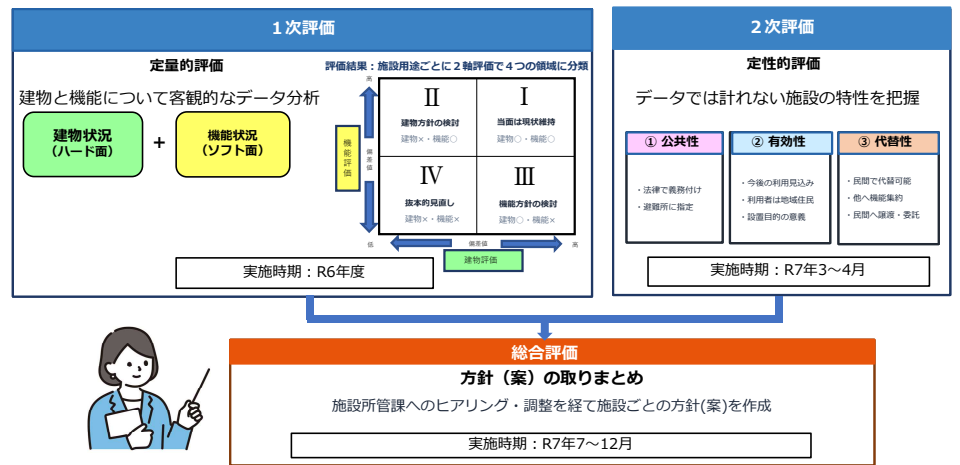 1次評価
定量的評価
建物と機能について客観的なデータ分析
建物状況
(ハード面)
+
機能状況
(ソフト面)
評価結果：施設用途ごとに２軸評価で４つの領域に分類
高
機能評価
偏差値
低
Ⅱ
建物方針の検討
建物×・機能○
Ⅰ
当面は現状維持
建物○・機能○
Ⅳ
抜本的見直し
建物×・機能×
Ⅲ
機能方針の検討
建物○・機能×
偏差値
高
建物評価
実施時期：R6年度
２次評価
定性的評価
データでは計れない施設の特性を把握
① 公共性
・法律で義務付け
・避難所に指定
② 有効性
・今後の利用見込み
・利用者は地域住民
・設置目的の意義
③ 代替性
・民間で代替可能
・他へ機能集約
・民間へ譲渡・委託
実施時期：R7年3～4月
総合評価
方針（案）の取りまとめ
施設所管課へのヒアリング・調整を経て施設ごとの方針(案)を作成
実施時期：R7年7～12月